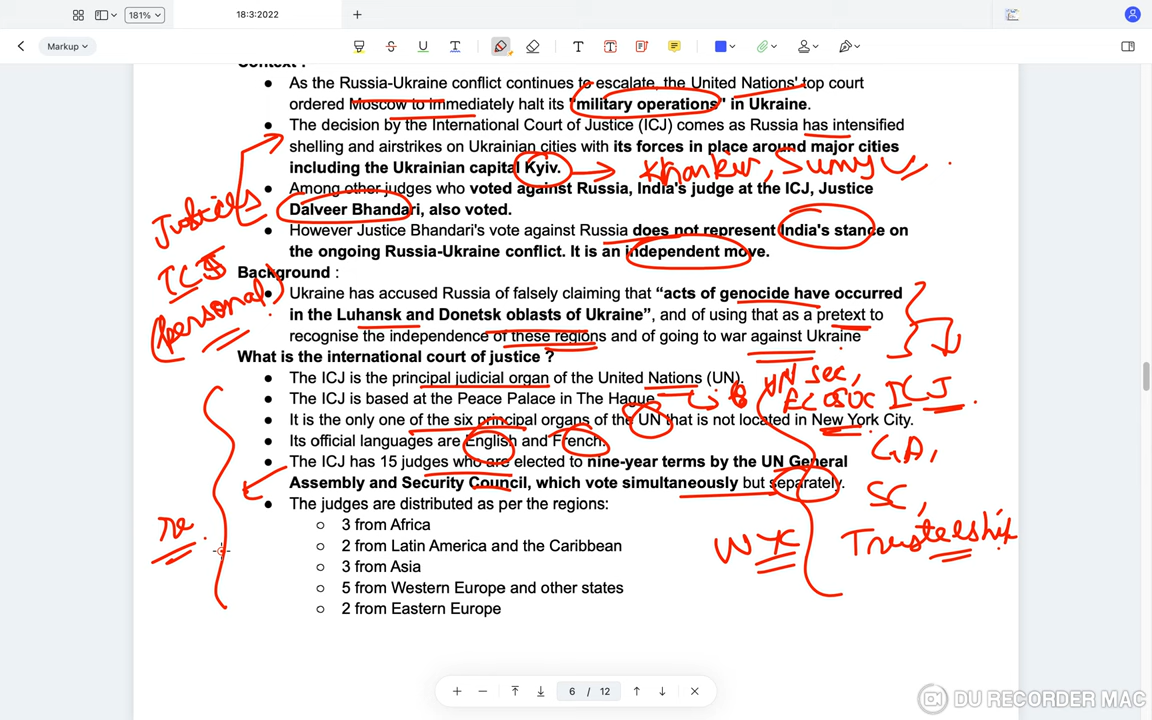 181%
18:3:2022
Markup
Context :
As the Russia-Ukraine conflict continues to escalate, the United Nations' top court
ordered Moscow to immediately halt its "military operations" in Ukraine.
The decision by the International Court of Justice (ICJ) comes as Russia has intensified
shelling and airstrikes on Ukrainian cities with its forces in place around major cities
including the Ukrainian capital Kyiv.
Kharkiv, Sumy
Among other judges who voted against Russia, India's judge at the ICJ, Justice
Dalveer Bhandari, also voted.
Justices
However Justice Bhandari's vote against Russia does not represent India's stance on
the ongoing Russia-Ukraine conflict. It is an independent move.
ICJ
Background :
(personal)
Ukraine has accused Russia of falsely claiming that “acts of genocide have occurred
in the Luhansk and Donetsk oblasts of Ukraine”, and of using that as a pretext to
recognise the independence of these regions and of going to war against Ukraine
What is the international court of justice ?
The ICJ is the principal judicial organ of the United Nations (UN).
UN Sec,
The ICJ is based at the Peace Palace in The Hague.
ECOSOC ICJ
It is the only one of the six principal organs of the UN that is not located in New York City.
Its official languages are English and French.
GA,
The ICJ has 15 judges who are elected to nine-year terms by the UN General
Assembly and Security Council, which vote simultaneously but separately.
SC,
The judges are distributed as per the regions:
3 from Africa
Trusteeship
2 from Latin America and the Caribbean
3 from Asia
5 from Western Europe and other states
2 from Eastern Europe
6 / 12
DU RECORDER MAC